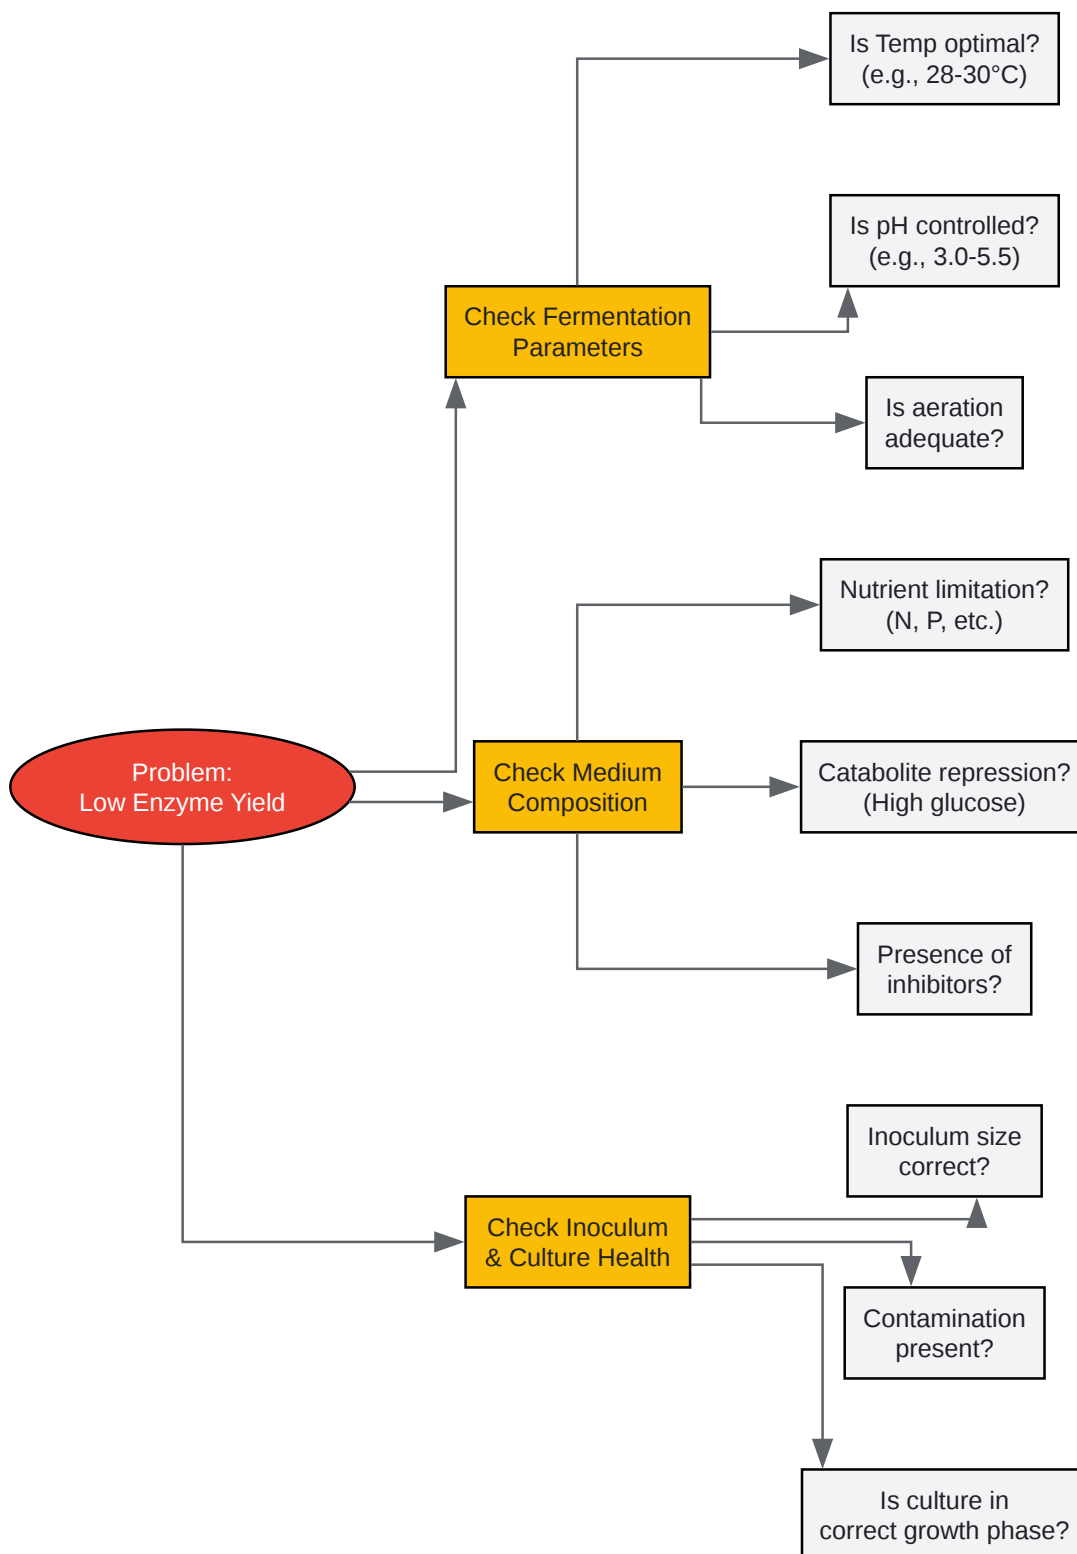 Is Temp optimal?
(e.g., 28-30°C)
Is pH controlled?
(e.g., 3.0-5.5)
Check Fermentation
Parameters
Is aeration
adequate?
Nutrient limitation?
(N, P, etc.)
Problem:
Low Enzyme Yield
Check Medium
Composition
Catabolite repression?
(High glucose)
Presence of
inhibitors?
Inoculum size
correct?
Check Inoculum
& Culture Health
Contamination
present?
Is culture in
correct growth phase?